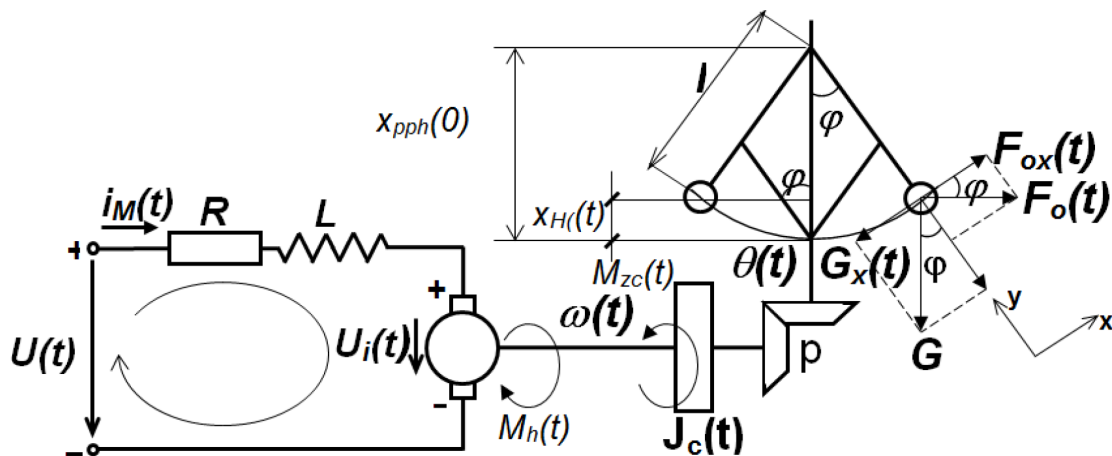 l
x_pph(0)
φ
F_ox(t)
φ
φ
F_o(t)
x_H((t)
i_M(t)
R
L
M_zc(t)
θ(t)
G_x(t)
φ
+
+
ω(t)
y
x
U(t)
U_i(t)
p
G
-
M_h(t)
J_c(t)
-